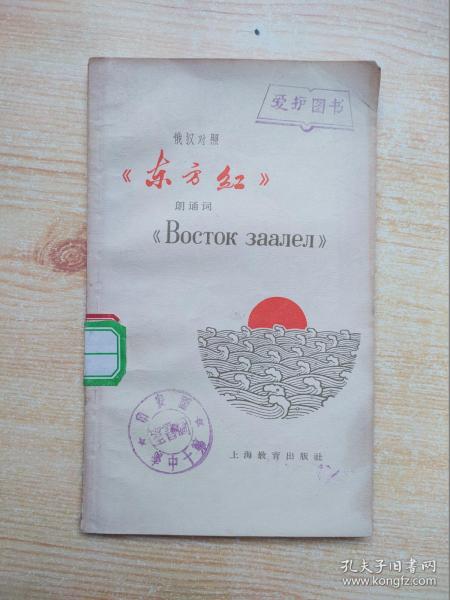 爱护图书
俄汉对照
《东方红》
朗诵词
《Восток заалел》
上海教育出版社
孔夫子旧书网
www.kongfz.com